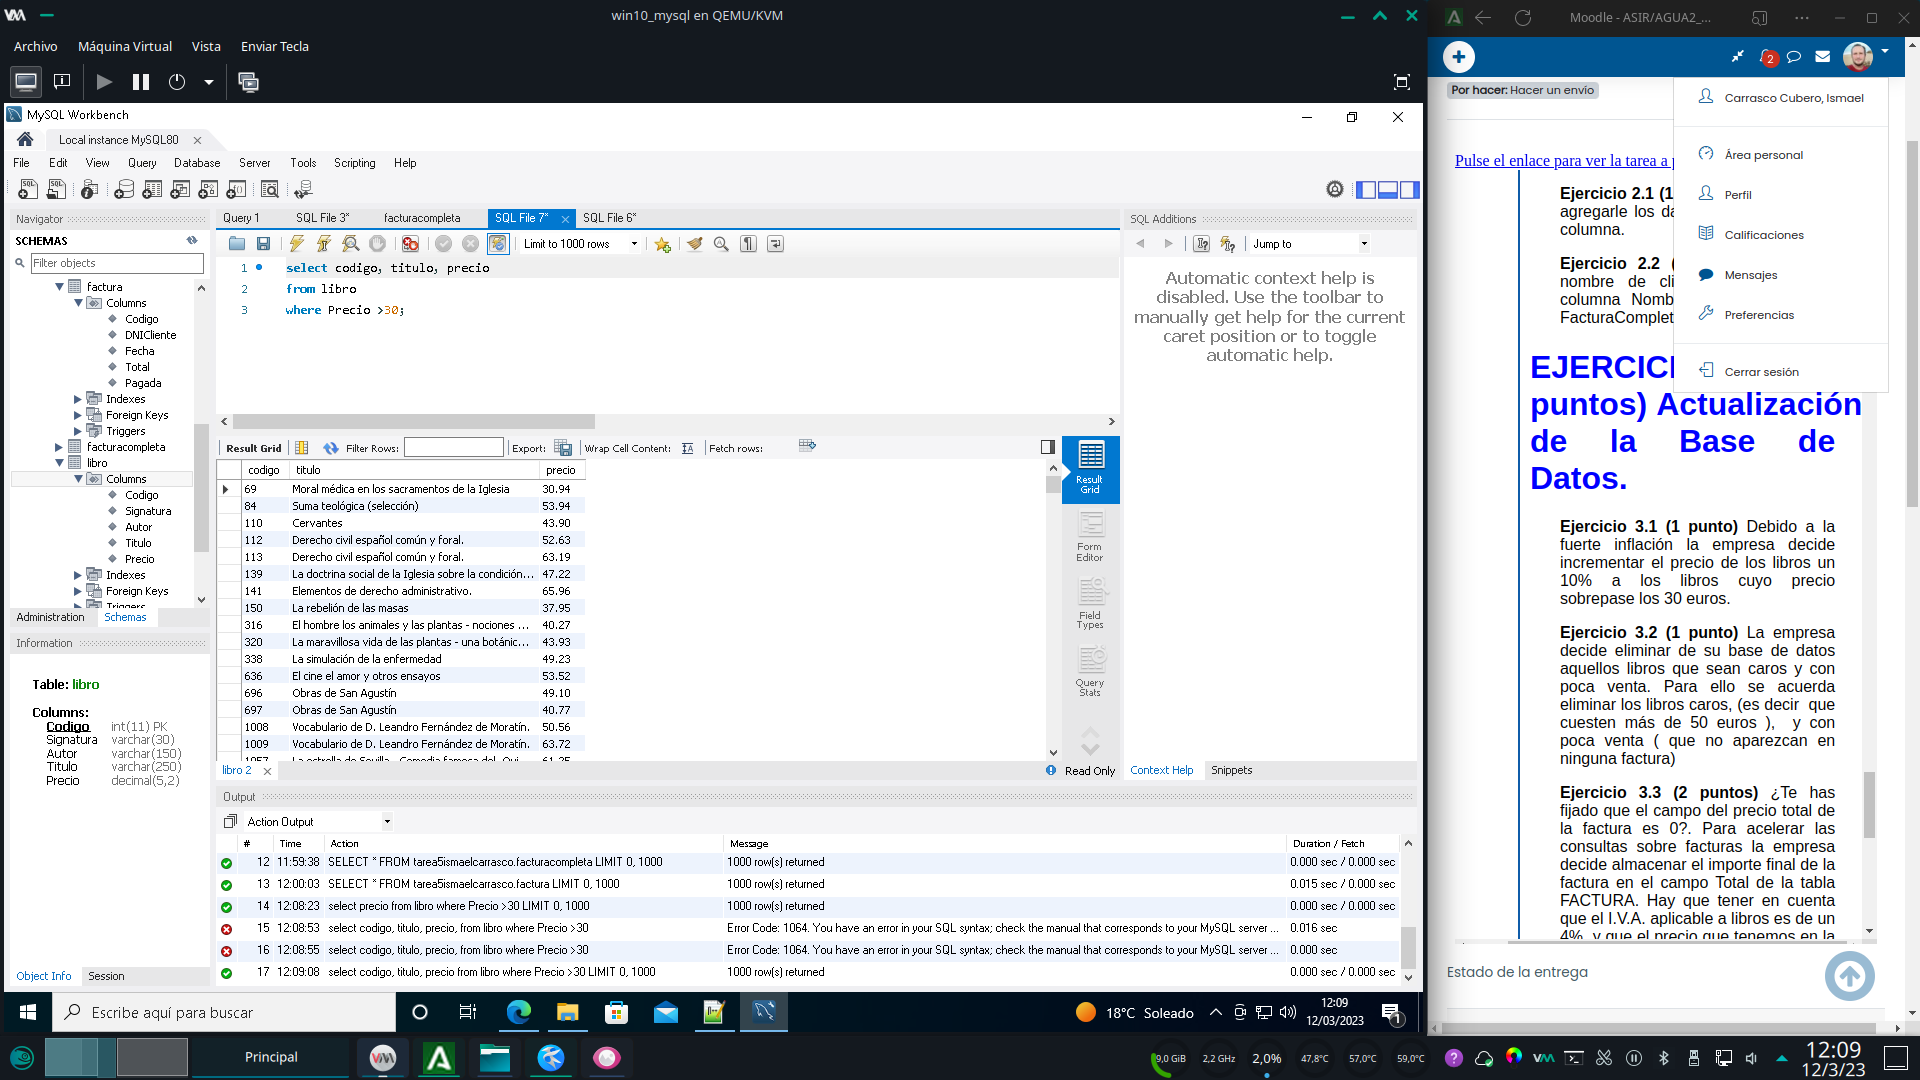 win10_mysql en QEMU/KVM
Archivo Máquina Virtual Vista Enviar Tecla
MySQL Workbench
Local instance MySQL80
File Edit View Query Database Server Tools Scripting Help
Navigator
SCHEMAS
Filter objects
factura
Columns
Codigo
DNICliente
Fecha
Total
Pagada
Indexes
Foreign Keys
Triggers
facturacompleta
libro
Columns
Codigo
Signatura
Autor
Titulo
Precio
Indexes
Foreign Keys
Triggers
Administration Schemas
Information
Table: libro
Columns:
Codigo int(11) PK
Signatura varchar(30)
Autor varchar(150)
Titulo varchar(250)
Precio decimal(5,2)
Object Info Session
Query 1 SQL File 3* facturacompleta SQL File 7* SQL File 6*
Limit to 1000 rows
1 select codigo, titulo, precio
2 from libro
3 where Precio >30;
Result Grid Filter Rows: Export: Wrap Cell Content: Fetch rows:
codigo titulo precio
69 Moral médica en los sacramentos de la Iglesia 30.94
84 Suma teológica (selección) 53.94
110 Cervantes 43.90
112 Derecho civil español común y foral. 52.63
113 Derecho civil español común y foral. 63.19
139 La doctrina social de la Iglesia sobre la condición... 47.22
141 Elementos de derecho administrativo. 65.96
150 La rebelión de las masas 37.95
316 El hombre los animales y las plantas - nociones ... 40.27
320 La maravillosa vida de las plantas - una botánic... 43.93
338 La simulación de la enfermedad 49.23
636 El cine el amor y otros ensayos 53.52
696 Obras de San Agustín 49.10
697 Obras de San Agustín 40.77
1008 Vocabulario de D. Leandro Fernández de Moratín. 50.56
1009 Vocabulario de D. Leandro Fernández de Moratín. 63.72
Result Grid
Form Editor
Field Types
Query Stats
libro 2
Read Only
SQL Additions
Jump to
Automatic context help is
disabled. Use the toolbar to
manually get help for the current
caret position or to toggle
automatic help.
Context Help Snippets
Output
Action Output
# Time Action Message Duration / Fetch
12 11:59:38 SELECT * FROM tarea5ismaelcarrasco.facturacompleta LIMIT 0, 1000 1000 row(s) returned 0.000 sec / 0.000 sec
13 12:00:03 SELECT * FROM tarea5ismaelcarrasco.factura LIMIT 0, 1000 1000 row(s) returned 0.015 sec / 0.000 sec
14 12:08:23 select precio from libro where Precio >30 LIMIT 0, 1000 1000 row(s) returned 0.000 sec / 0.000 sec
15 12:08:53 select codigo, titulo, precio, from libro where Precio >30 Error Code: 1064. You have an error in your SQL syntax; check the manual that corresponds to your MySQL server ... 0.016 sec
16 12:08:55 select codigo, titulo, precio, from libro where Precio >30 Error Code: 1064. You have an error in your SQL syntax; check the manual that corresponds to your MySQL server ... 0.000 sec
17 12:09:08 select codigo, titulo, precio from libro where Precio >30 LIMIT 0, 1000 1000 row(s) returned 0.000 sec / 0.000 sec
Escribe aquí para buscar
18°C Soleado
12:09
12/03/2023
1
Moodle - ASIR/AGUA2_...
2
Por hacer: Hacer un envío
Carrasco Cubero, Ismael
Área personal
Perfil
Calificaciones
Mensajes
Preferencias
Cerrar sesión
Pulse el enlace para ver la tarea a
Ejercicio 2.1 (1
agregarle los da
columna.
Ejercicio 2.2 (
nombre de cli
columna Nomb
FacturaComplet
EJERCICI
puntos) Actualización
de la Base de
Datos.
Ejercicio 3.1 (1 punto) Debido a la
fuerte inflación la empresa decide
incrementar el precio de los libros un
10% a los libros cuyo precio
sobrepase los 30 euros.
Ejercicio 3.2 (1 punto) La empresa
decide eliminar de su base de datos
aquellos libros que sean caros y con
poca venta. Para ello se acuerda
eliminar los libros caros, (es decir que
cuesten más de 50 euros ), y con
poca venta ( que no aparezcan en
ninguna factura)
Ejercicio 3.3 (2 puntos) ¿Te has
fijado que el campo del precio total de
la factura es 0?. Para acelerar las
consultas sobre facturas la empresa
decide almacenar el importe final de la
factura en el campo Total de la tabla
FACTURA. Hay que tener en cuenta
que el I.V.A. aplicable a libros es de un
4%, y que el precio que tenemos en la
Estado de la entrega
Principal
9,0 GiB 2,2 GHz 2,0% 47,8°C 57,0°C 59,0°C
12:09
12/3/23